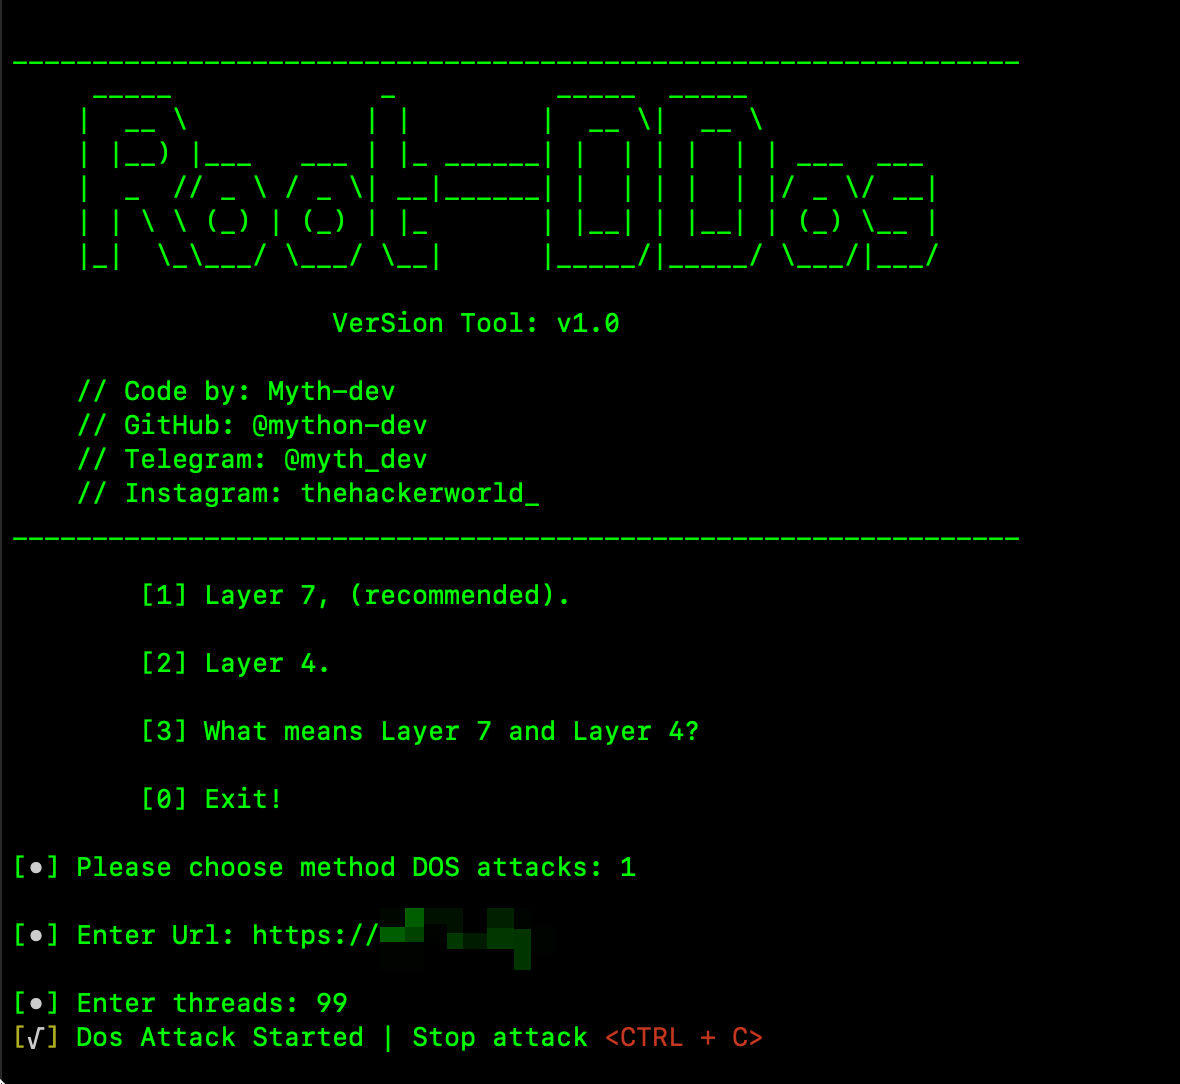 Root-DDos
VerSion Tool: v1.0
// Code by: Myth-dev
// GitHub: @mython-dev
// Telegram: @myth_dev
// Instagram: thehackerworld_
[1] Layer 7, (recommended).
[2] Layer 4.
[3] What means Layer 7 and Layer 4?
[0] Exit!
[●] Please choose method DOS attacks: 1
[●] Enter Url: https://
[●] Enter threads: 99
[√] Dos Attack Started | Stop attack <CTRL + C>